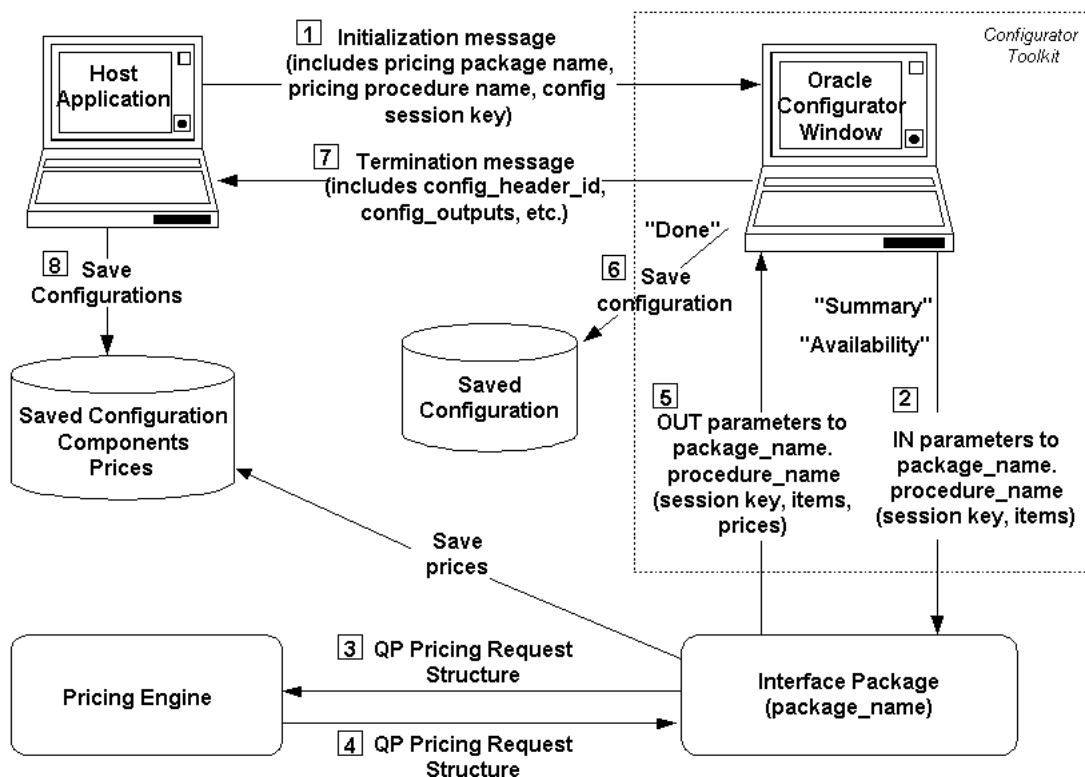 Configurator
Toolkit
1 Initialization message
(includes pricing package name,
pricing procedure name, config
session key)
Host
Application
Oracle
Configurator
Window
7 Termination message
(includes config_header_id,
config_outputs, etc.)
"Done"
8 Save
Configurations
6 Save
configuration
"Summary"
"Availability"
Saved Configuration
Components
Prices
Saved
Configuration
5
OUT parameters to
package_name.
procedure_name
(session key, items,
prices)
2
IN parameters to
package_name.
procedure_name
(session key, items)
Save
prices
3 QP Pricing Request
Structure
Pricing Engine
Interface Package
(package_name)
4 QP Pricing Request
Structure